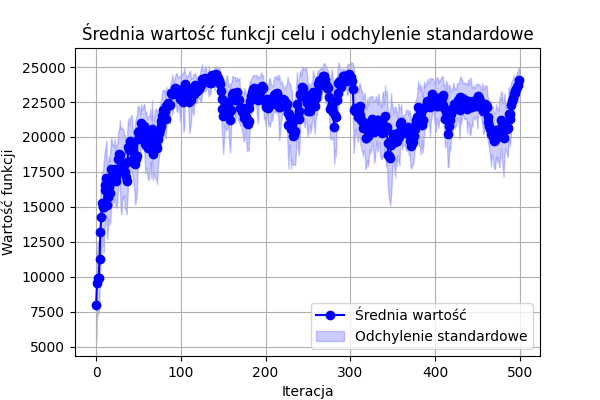 Średnia wartość funkcji celu i odchylenie standardowe
Wartość funkcji
25000
22500
20000
17500
15000
12500
10000
7500
5000
Średnia wartość
Odchylenie standardowe
0 100 200 300 400 500
Iteracja